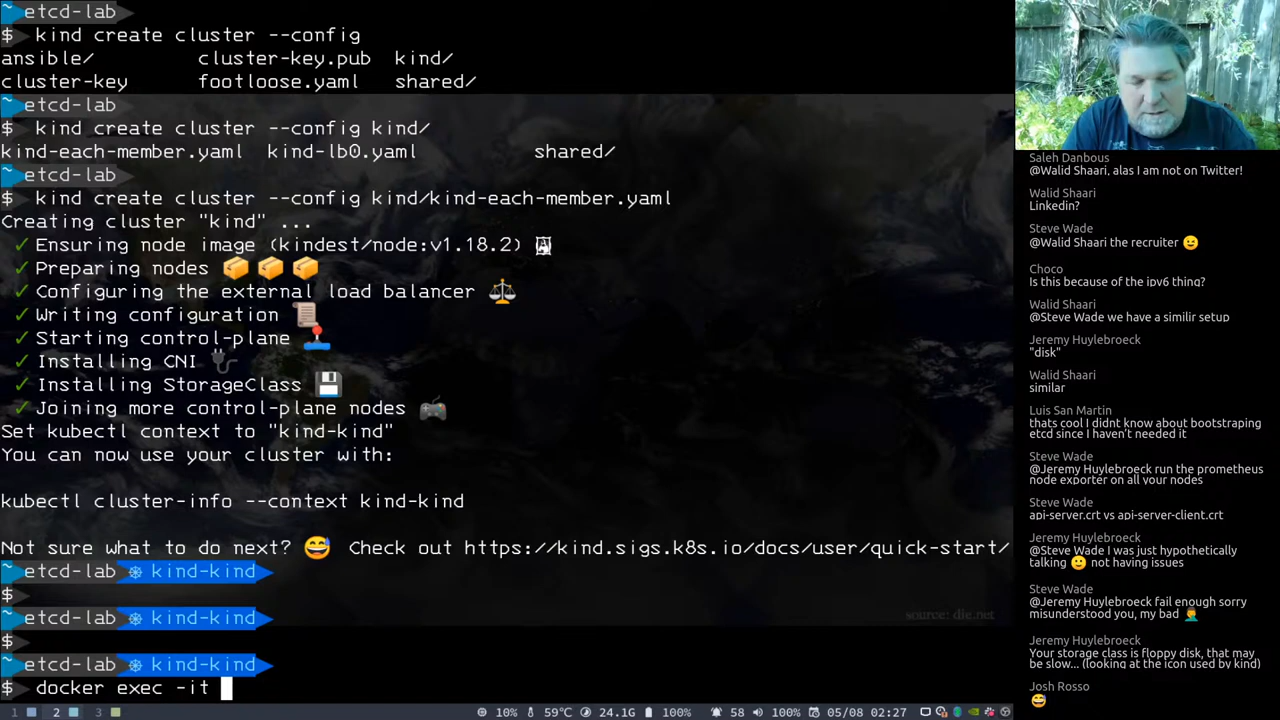 ~ etcd-lab
$ kind create cluster --config
ansible/ cluster-key.pub kind/
cluster-key footloose.yaml shared/
~ etcd-lab
$ kind create cluster --config kind/
kind-each-member.yaml kind-lb0.yaml shared/
~ etcd-lab
$ kind create cluster --config kind/kind-each-member.yaml
Creating cluster "kind" ...
✓ Ensuring node image (kindest/node:v1.18.2) 🖼
✓ Preparing nodes 📦 📦 📦
✓ Configuring the external load balancer ⚖️
✓ Writing configuration 📜
✓ Starting control-plane 🕹️
✓ Installing CNI 🔌
✓ Installing StorageClass 💾
✓ Joining more control-plane nodes 🎮
Set kubectl context to "kind-kind"
You can now use your cluster with:
kubectl cluster-info --context kind-kind
Not sure what to do next? 😅 Check out https://kind.sigs.k8s.io/docs/user/quick-start/
~ etcd-lab ⎈ kind-kind
$
~ etcd-lab ⎈ kind-kind
$
source: die.net
~ etcd-lab ⎈ kind-kind
$ docker exec -it
1 2 3 10% 59℃ 24.1G 100% 58 100% 05/08 02:27
Saleh Danbous
@Walid Shaari, alas I am not on Twitter!
Walid Shaari
Linkedin?
Steve Wade
@Walid Shaari the recruiter 😉
Choco
Is this because of the ipv6 thing?
Walid Shaari
@Steve Wade we have a similir setup
Jeremy Huylebroeck
"disk"
Walid Shaari
similar
Luis San Martin
thats cool I didnt know about bootstraping
etcd since I haven't needed it
Steve Wade
@Jeremy Huylebroeck run the prometheus
node exporter on all your nodes
Steve Wade
api-server.crt vs api-server-client.crt
Jeremy Huylebroeck
@Steve Wade I was just hypothetically
talking 🙂 not having issues
Steve Wade
@Jeremy Huylebroeck fail enough sorry
misunderstood you, my bad 🤦‍♂️
Jeremy Huylebroeck
Your storage class is floppy disk, that may
be slow... (looking at the icon used by kind)
Josh Rosso
😅